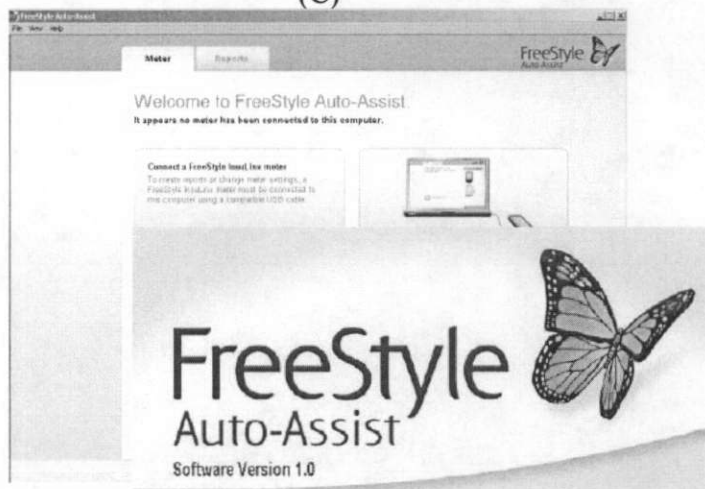 (C)
FreeStyle Auto-Assist
File View Help
Meter
Reports
FreeStyle
Auto-Assist
Welcome to FreeStyle Auto-Assist
It appears no meter has been connected to this computer.
Connect a FreeStyle InsuLinx meter
To create reports or change meter settings, a
FreeStyle InsuLinx meter must be connected to
this computer using a compatible USB cable.
FreeStyle
Auto-Assist
Software Version 1.0